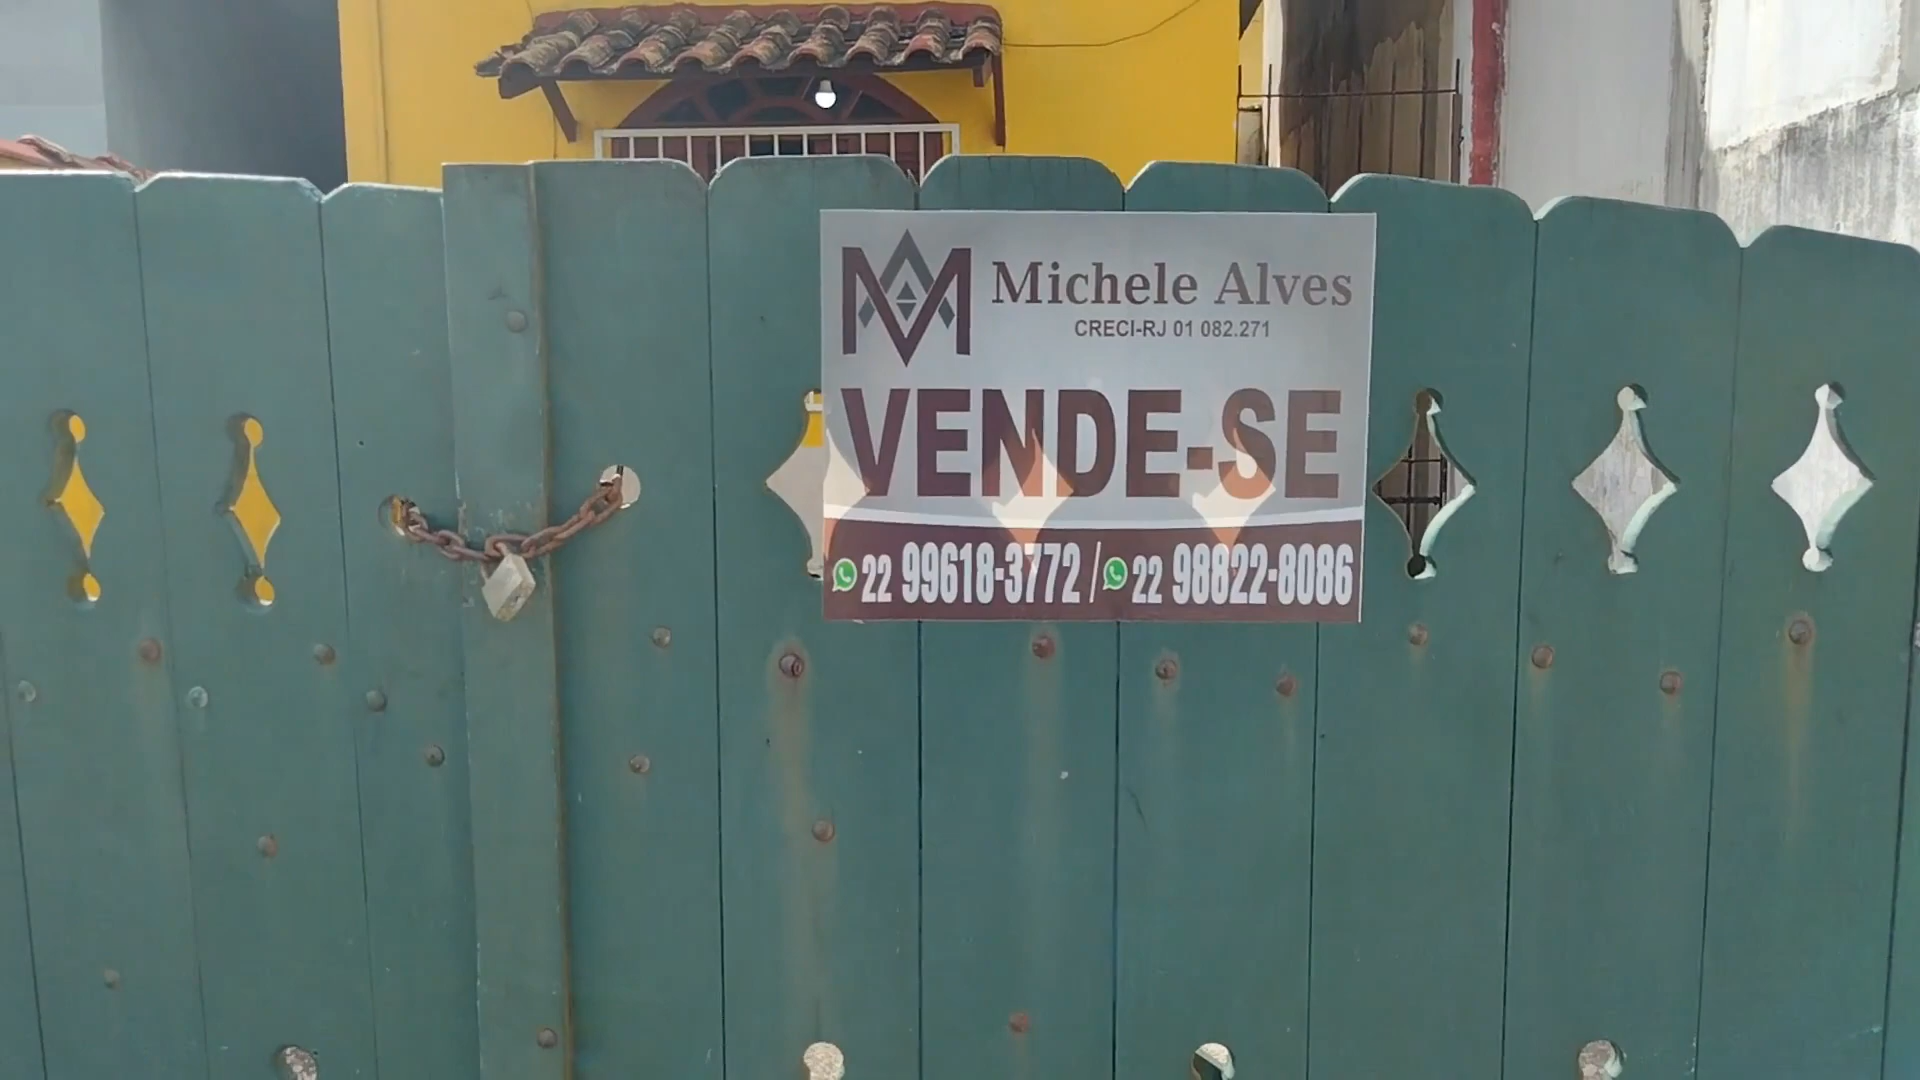 Michele Alves
CRECI-RJ 01 082.271
VENDE-SE
22 99618-3772 / 22 98822-8086